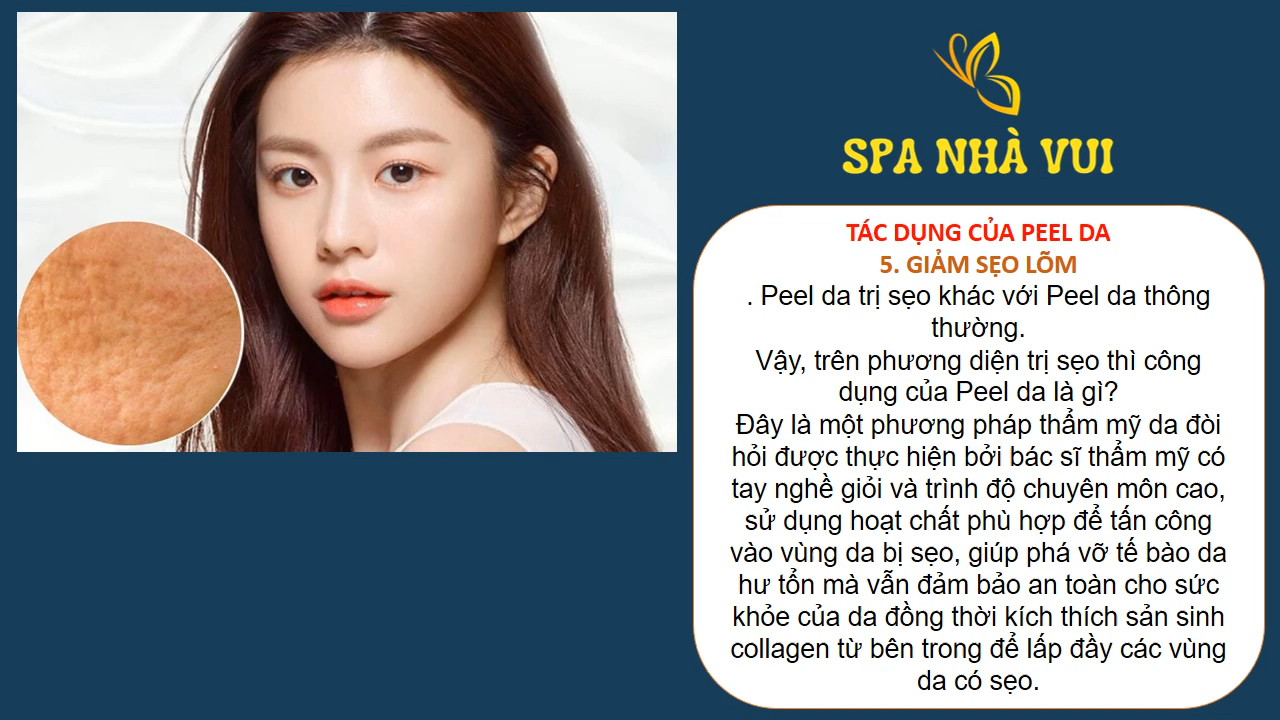 SPA NHÀ VUI
TÁC DỤNG CỦA PEEL DA
5. GIẢM SẸO LÕM
. Peel da trị sẹo khác với Peel da thông
thường.
Vậy, trên phương diện trị sẹo thì công
dụng của Peel da là gì?
Đây là một phương pháp thẩm mỹ da đòi
hỏi được thực hiện bởi bác sĩ thẩm mỹ có
tay nghề giỏi và trình độ chuyên môn cao,
sử dụng hoạt chất phù hợp để tấn công
vào vùng da bị sẹo, giúp phá vỡ tế bào da
hư tổn mà vẫn đảm bảo an toàn cho sức
khỏe của da đồng thời kích thích sản sinh
collagen từ bên trong để lấp đầy các vùng
da có sẹo.